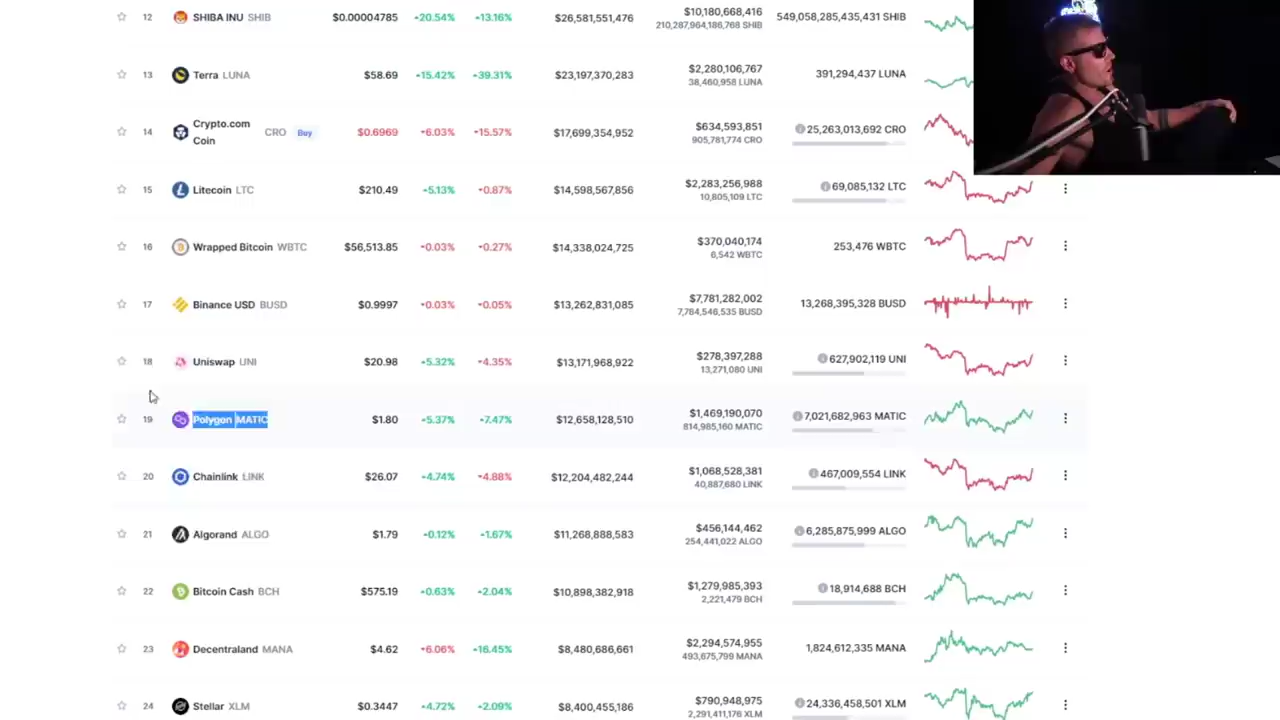 12 SHIBA INU SHIB $0.00004785 20.54% 13.16% $26,581,551,476 $10,180,668,416 549,058,285,435,431 SHIB
210,287,964,186,768 SHIB
13 Terra LUNA $58.69 15.42% 39.31% $23,197,370,283 $2,280,106,767 391,294,437 LUNA
38,460,958 LUNA
14 Crypto.com Coin CRO Buy $0.6969 6.03% 15.57% $17,699,354,952 $634,593,851 25,263,013,692 CRO
905,781,774 CRO
15 Litecoin LTC $210.49 5.13% 0.87% $14,598,567,856 $2,283,256,988 69,085,132 LTC
10,805,109 LTC
16 Wrapped Bitcoin WBTC $56,513.85 0.03% 0.27% $14,338,024,725 $370,040,174 253,476 WBTC
6,542 WBTC
17 Binance USD BUSD $0.9997 0.03% 0.05% $13,262,831,085 $7,781,282,002 13,268,395,328 BUSD
7,784,546,535 BUSD
18 Uniswap UNI $20.98 5.32% 4.35% $13,171,968,922 $278,397,288 627,902,119 UNI
13,271,080 UNI
19 Polygon MATIC $1.80 5.37% 7.47% $12,658,128,510 $1,469,190,070 7,021,682,963 MATIC
814,985,160 MATIC
20 Chainlink LINK $26.07 4.74% 4.88% $12,204,482,244 $1,068,528,381 467,009,554 LINK
40,887,680 LINK
21 Algorand ALGO $1.79 0.12% 1.67% $11,268,888,583 $456,144,462 6,285,875,999 ALGO
254,441,022 ALGO
22 Bitcoin Cash BCH $575.19 0.63% 2.04% $10,898,382,918 $1,279,985,393 18,914,688 BCH
2,221,479 BCH
23 Decentraland MANA $4.62 6.06% 16.45% $8,480,686,661 $2,294,574,955 1,824,612,335 MANA
493,675,799 MANA
24 Stellar XLM $0.3447 4.72% 2.09% $8,400,455,186 $790,948,975 24,336,458,501 XLM
2,291,411,176 XLM